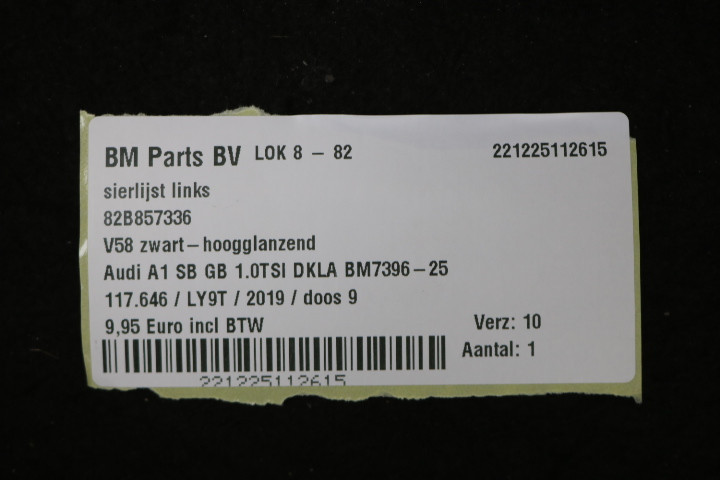 BM Parts BV LOK 8 - 82 221225112615
sierlijst links
82B857336
V58 zwart-hoogglanzend
Audi A1 SB GB 1.0TSI DKLA BM7396-25
117.646 / LY9T / 2019 / doos 9
9,95 Euro incl BTW Verz: 10
Aantal: 1
221225112615